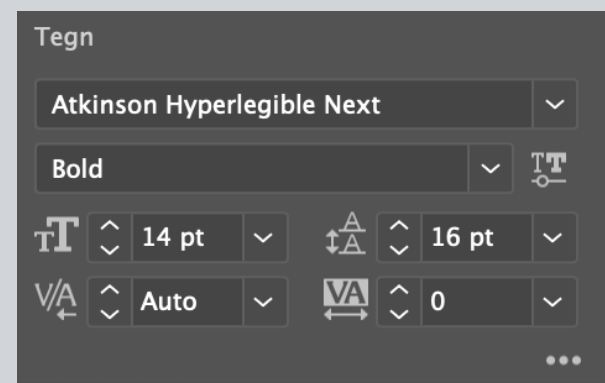 Tegn
Atkinson Hyperlegible Next
Bold
14 pt
16 pt
Auto
0